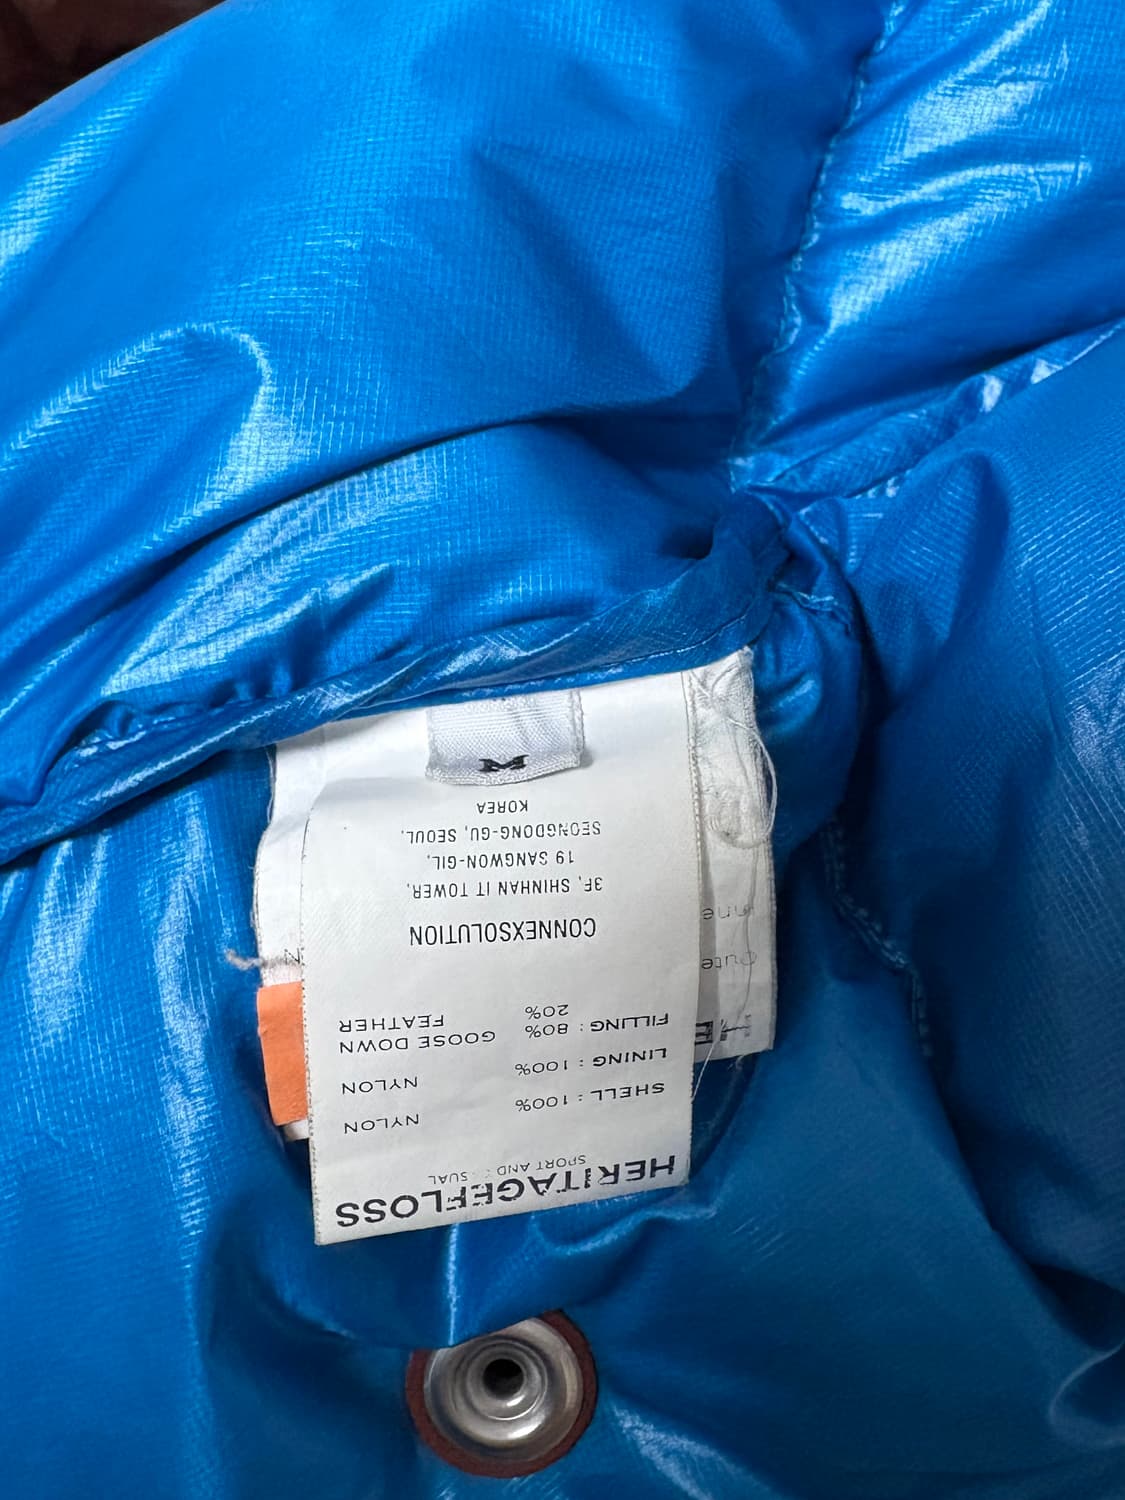 HERITAGEFLOSS
SPORT AND
SHELL : 100% NYLON
LINING : 100% NYLON
FILLING : 80% GOOSE DOWN
20% FEATHER
CONNEXSOLUTION
3F, SHINHAN IT TOWER,
19 SANGWON-GIL,
SEONGDONG-GU, SEOUL,
KOREA
M